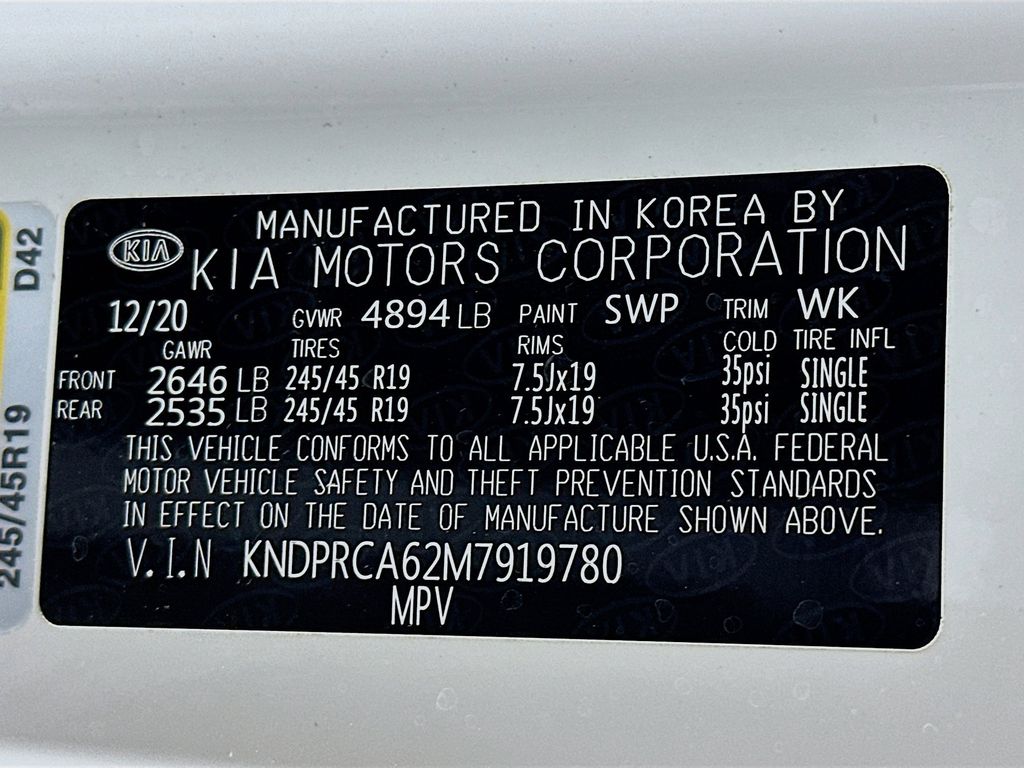 MANUFACTURED IN KOREA BY
KIA KIA MOTORS CORPORATION
12/20 GVWR 4894 LB PAINT SWP TRIM WK
GAWR TIRES RIMS COLD TIRE INFL
FRONT 2646 LB 245/45 R19 7.5Jx19 35psi SINGLE
REAR 2535 LB 245/45 R19 7.5Jx19 35psi SINGLE
THIS VEHICLE CONFORMS TO ALL APPLICABLE U.S.A. FEDERAL
MOTOR VEHICLE SAFETY AND THEFT PREVENTION STANDARDS
IN EFFECT ON THE DATE OF MANUFACTURE SHOWN ABOVE.
V.I.N KNDPRCA62M7919780
MPV
245/45R19 D42